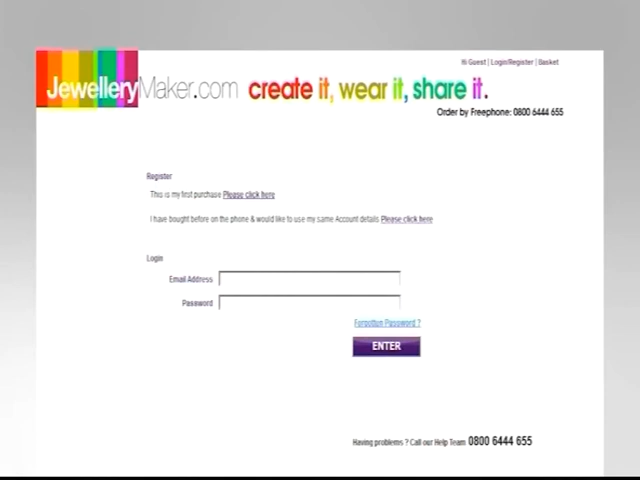 Hi Guest | Login/Register | Basket
JewelleryMaker.com create it, wear it, share it.
Order by Freephone: 0800 6444 655
Register
This is my first purchase Please click here
I have bought before on the phone & would like to use my same Account details Please click here
Login
Email Address
Password
Forgotten Password ?
ENTER
Having problems ? Call our Help Team 0800 6444 655